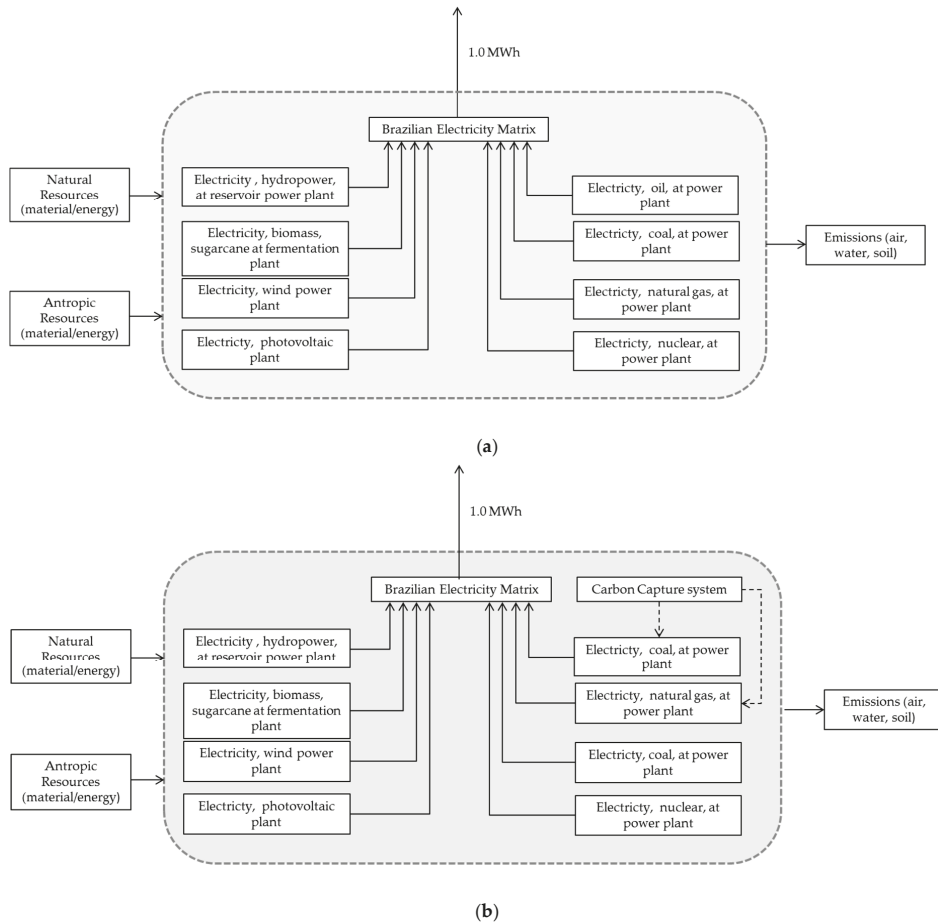 1.0 MWh
Brazilian Electricity Matrix
Natural
Resources
(material/energy)
Antropic
Resources
(material/energy)
Electricity , hydropower,
at reservoir power plant
Electricity, biomass,
sugarcane at fermentation
plant
Electricity, wind power
plant
Electricty, photovoltaic
plant
Electricity, oil, at power
plant
Electricity, coal, at power
plant
Electricity, natural gas, at
power plant
Electricity, nuclear, at
power plant
Emissions (air,
water, soil)
(a)
1.0 MWh
Brazilian Electricity Matrix
Carbon Capture system
Natural
Resources
(material/energy)
Antropic
Resources
(material/energy)
Electricity , hydropower,
at reservoir power plant
Electricity, biomass,
sugarcane at fermentation
plant
Electricity, wind power
plant
Electricty, photovoltaic
plant
Electricity, coal, at power
plant
Electricity, natural gas, at
power plant
Electricity, coal, at power
plant
Electricty, nuclear, at
power plant
Emissions (air,
water, soil)
(b)